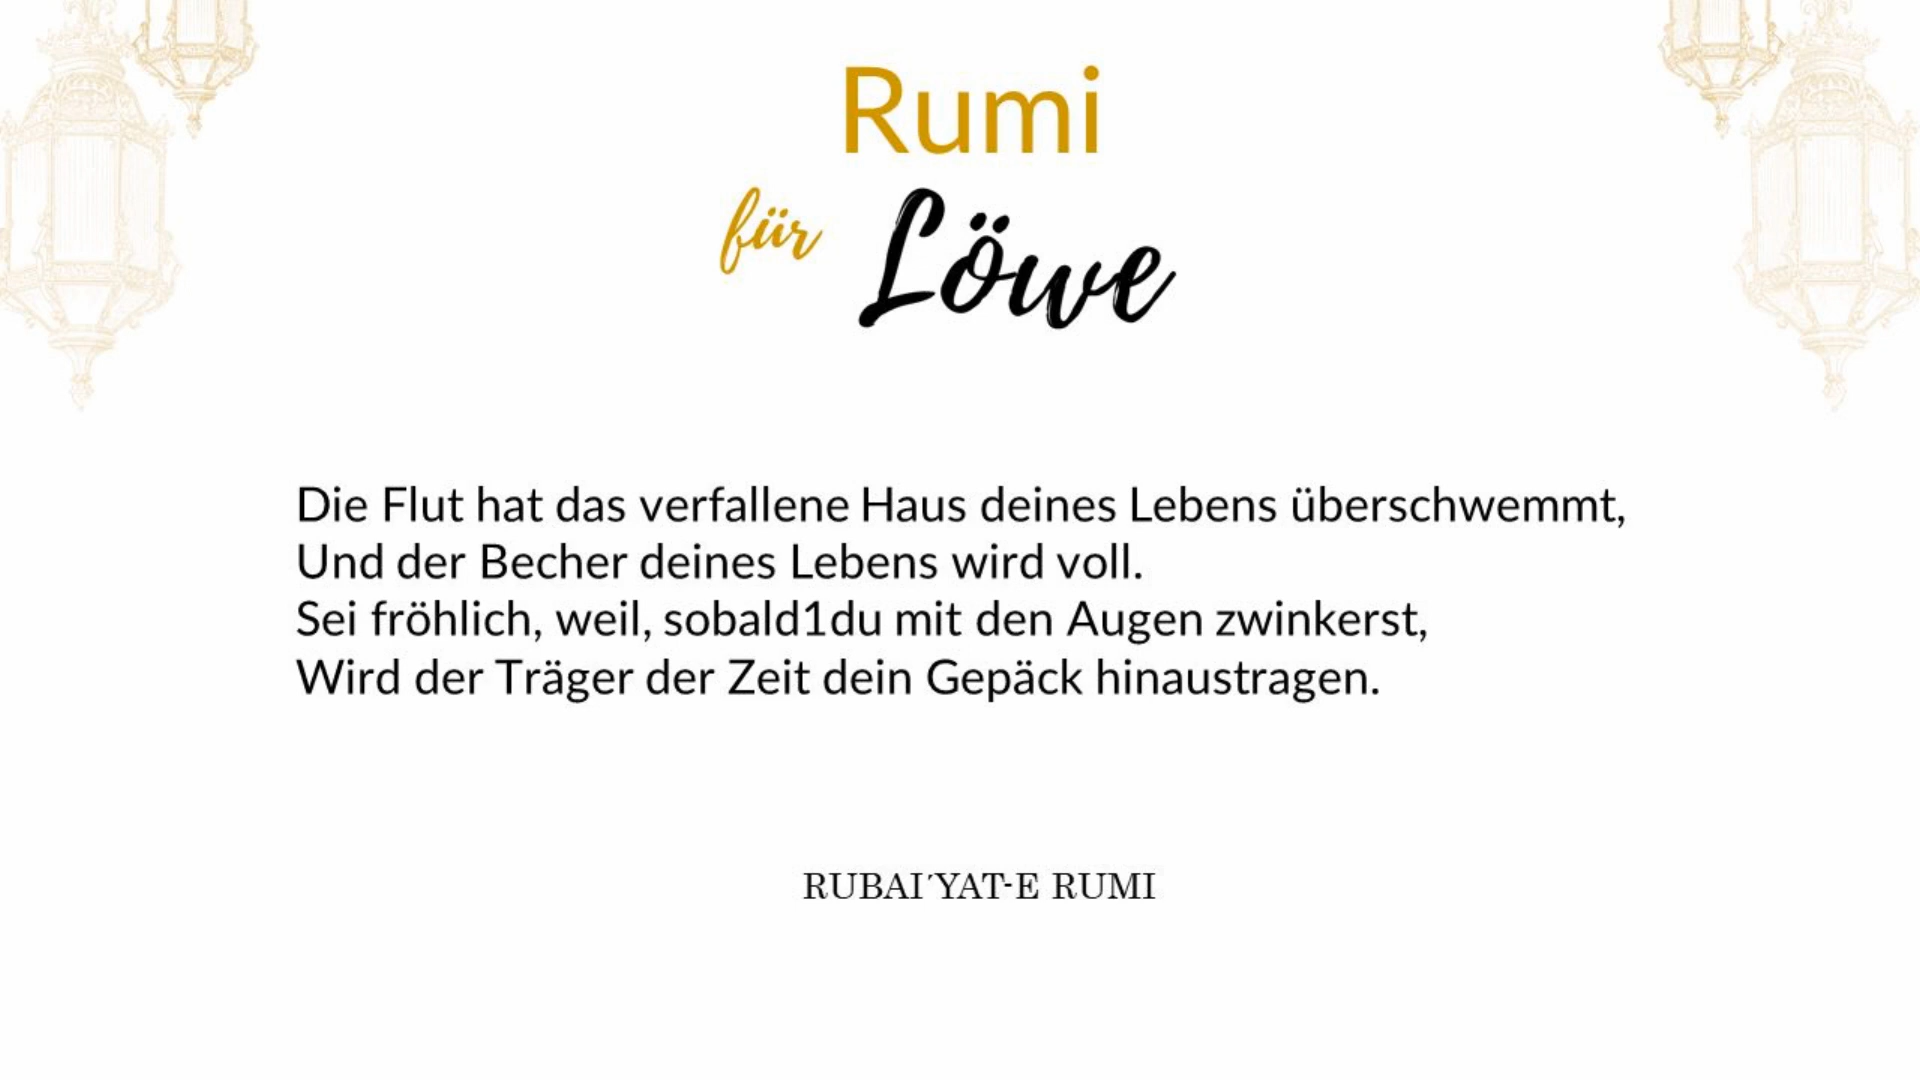 Rumi
für Löwe
Die Flut hat das verfallene Haus deines Lebens überschwemmt,
Und der Becher deines Lebens wird voll.
Sei fröhlich, weil, sobald1du mit den Augen zwinkerst,
Wird der Träger der Zeit dein Gepäck hinaustragen.
RUBAI´YAT-E RUMI